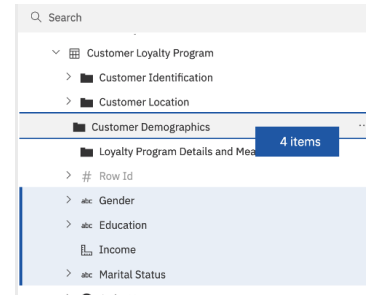 Search
Customer Loyalty Program
Customer Identification
Customer Location
Customer Demographics
4 items
Loyalty Program Details and Mea
# Row Id
abc Gender
abc Education
Income
abc Marital Status